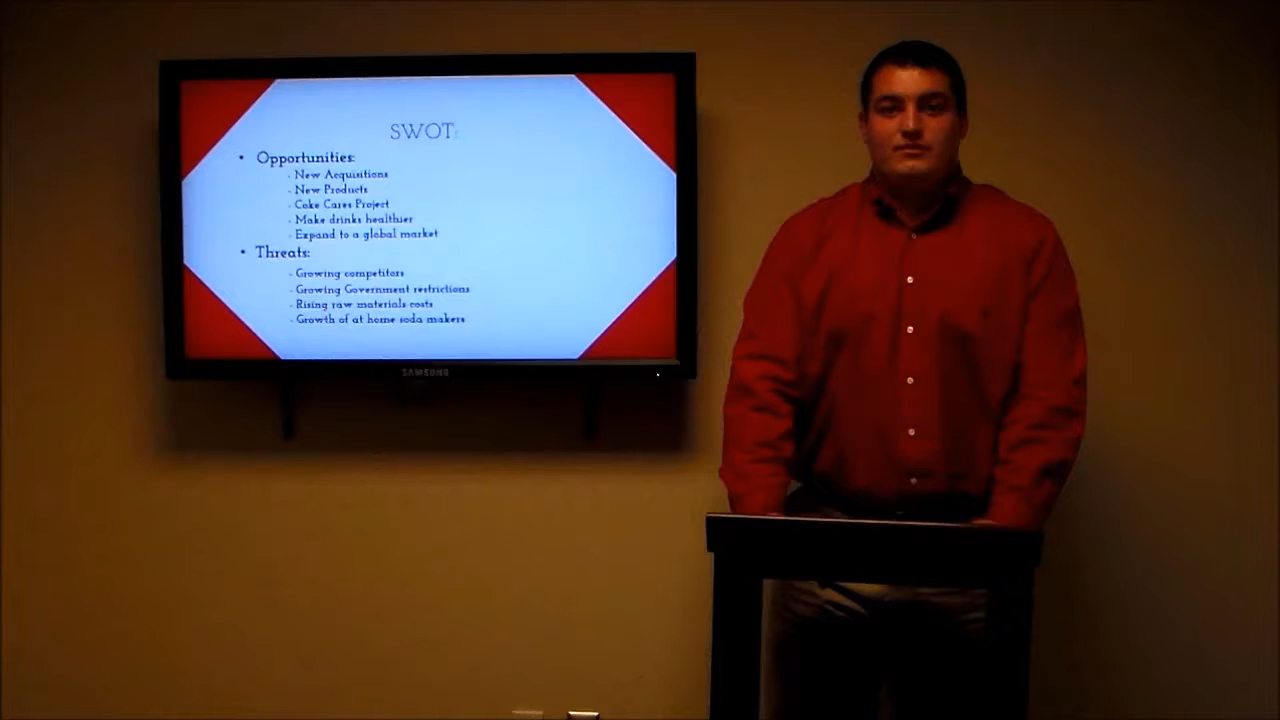 SWOT:
• Opportunities:
- New Acquisitions
- New Products
- Coke Cares Project
- Make drinks healthier
- Expand to a global market
• Threats:
- Growing competitors
- Growing Government restrictions
- Rising raw materials costs
- Growth of at home soda makers
SAMSUNG